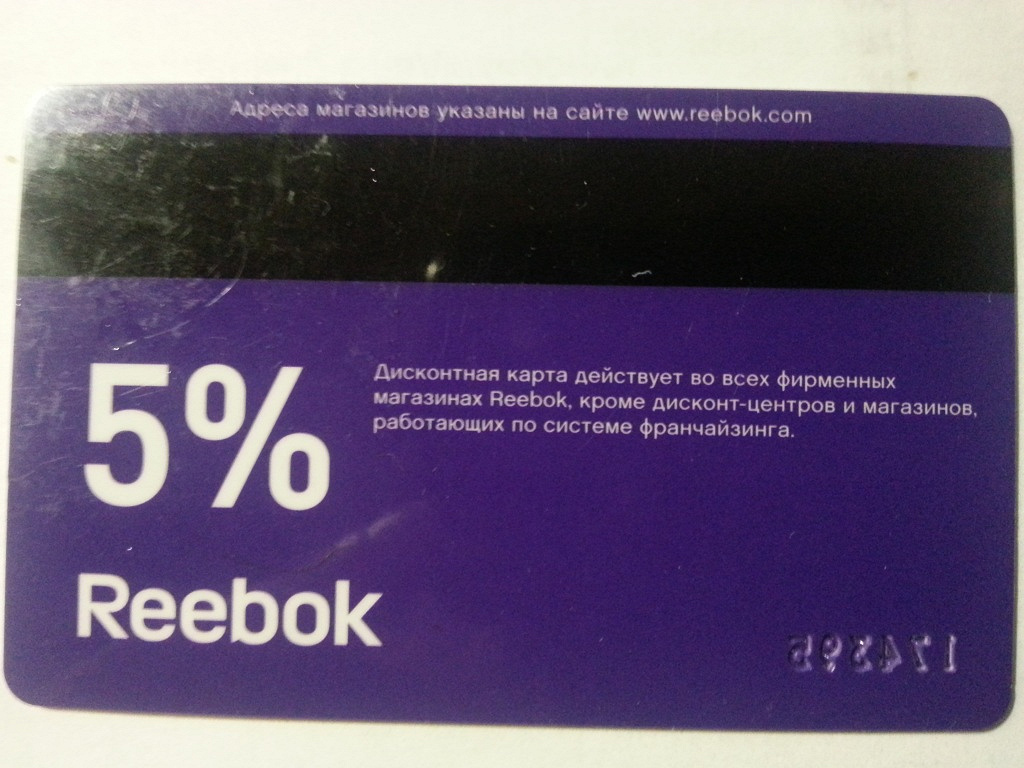 Адреса магазинов указаны на сайте www.reebok.com
5%
Дисконтная карта действует во всех фирменных
магазинах Reebok, кроме дисконт-центров и магазинов,
работающих по системе франчайзинга.
Reebok